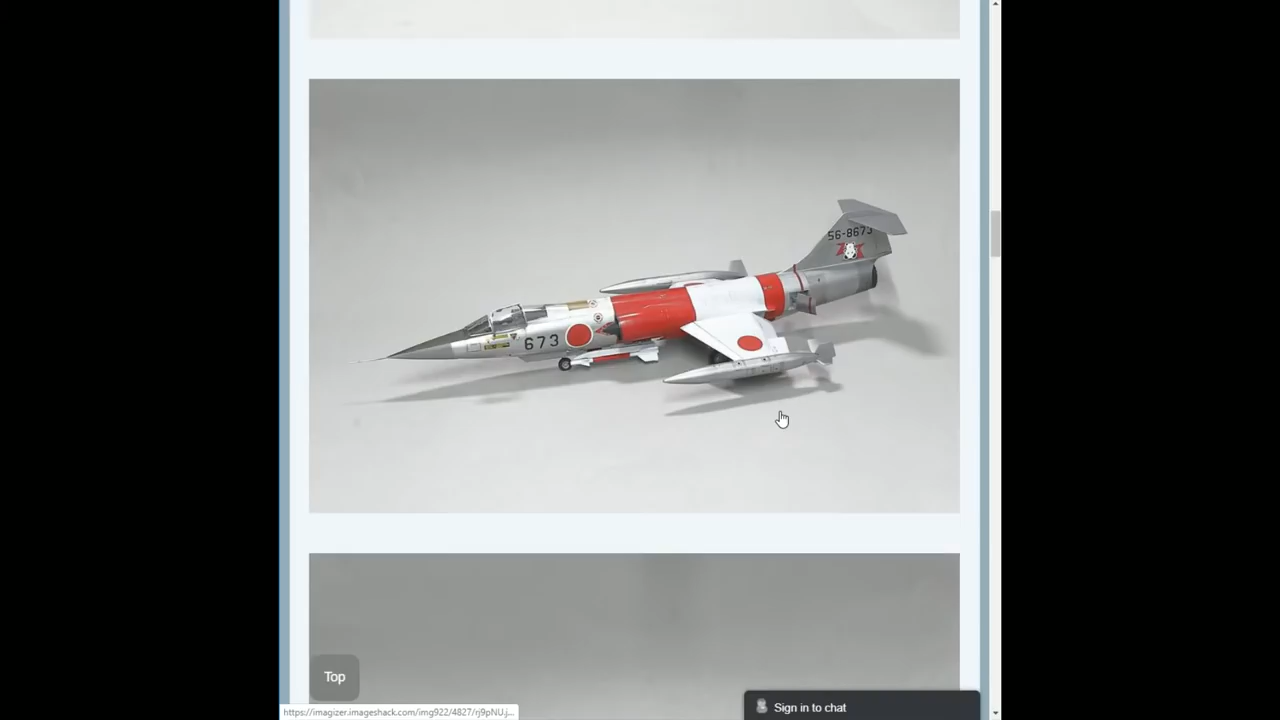 56-8673
673
Top
Sign in to chat
https://imagizer.imageshack.com/img922/4827/rj9pNU.j...